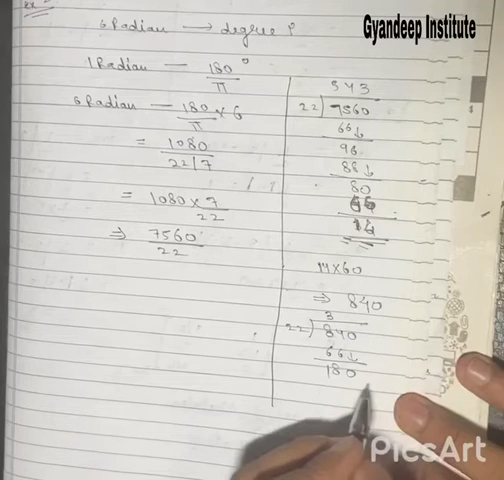 Gyandeep Institute
6 Radian → degree ?
1 Radian — 180°
π
6 Radian — 180 × 6
π
= 1080
22/7
= 1080 × 7
22
⇒ 7560
22
343
22) 7560
66↓
96
88↓
80
66
14
14 × 60
⇒ 840
3
22) 840
66↓
180
PicsArt